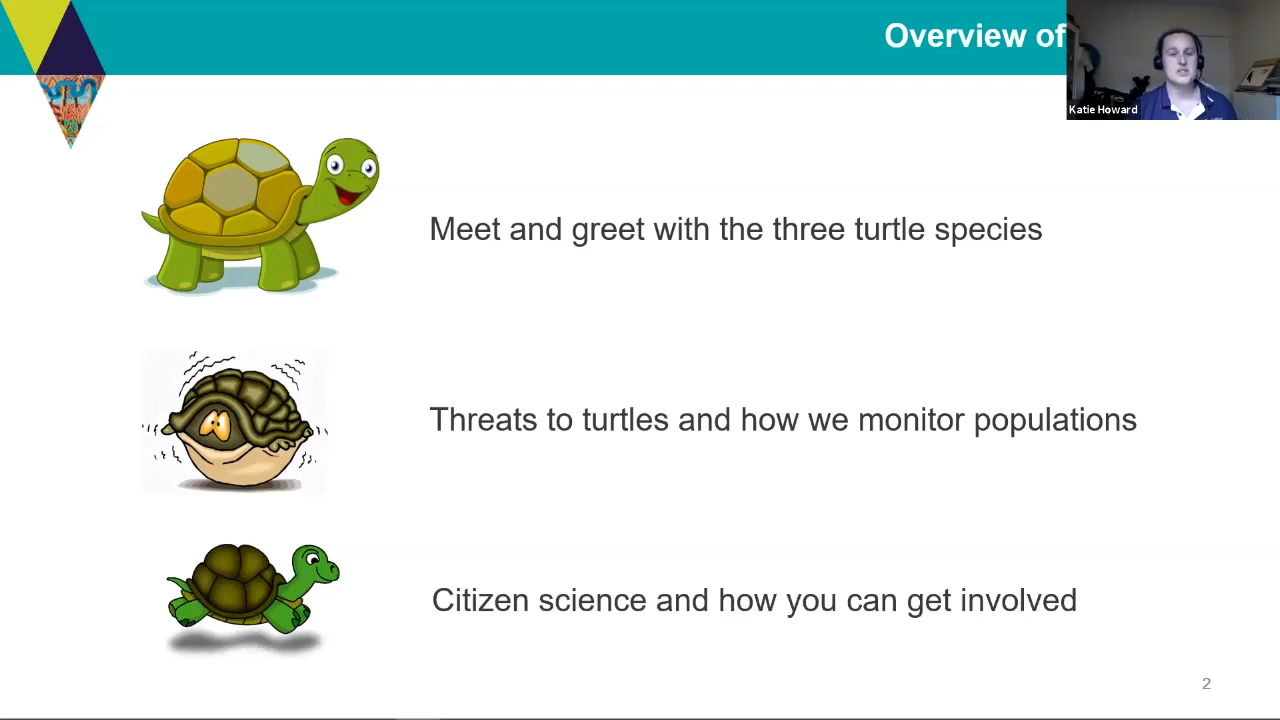 Overview of
Katie Howard
Meet and greet with the three turtle species
Threats to turtles and how we monitor populations
Citizen science and how you can get involved
2